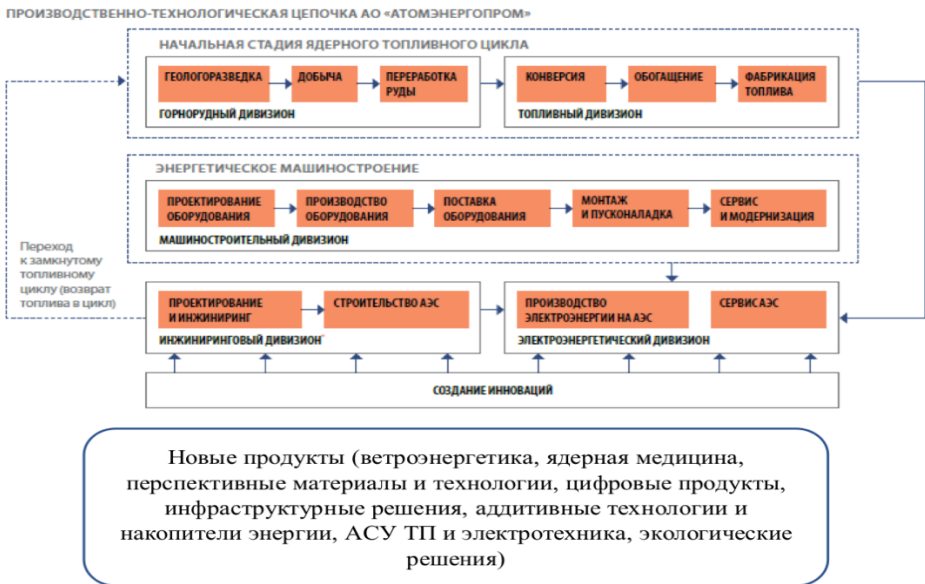 ПРОИЗВОДСТВЕННО-ТЕХНОЛОГИЧЕСКАЯ ЦЕПОЧКА АО «АТОМЭНЕРГОПРОМ»
НАЧАЛЬНАЯ СТАДИЯ ЯДЕРНОГО ТОПЛИВНОГО ЦИКЛА
ГЕОЛОГОРАЗВЕДКА
ДОБЫЧА
ПЕРЕРАБОТКА
РУДЫ
ГОРНОРУДНЫЙ ДИВИЗИОН
КОНВЕРСИЯ
ОБОГАЩЕНИЕ
ФАБРИКАЦИЯ
ТОПЛИВА
ТОПЛИВНЫЙ ДИВИЗИОН
ЭНЕРГЕТИЧЕСКОЕ МАШИНОСТРОЕНИЕ
ПРОЕКТИРОВАНИЕ
ОБОРУДОВАНИЯ
ПРОИЗВОДСТВО
ОБОРУДОВАНИЯ
ПОСТАВКА
ОБОРУДОВАНИЯ
МОНТАЖ
И ПУСКОНАЛАДКА
СЕРВИС
И МОДЕРНИЗАЦИЯ
МАШИНОСТРОИТЕЛЬНЫЙ ДИВИЗИОН
Переход
к замкнутому
топливному
циклу (возврат
топлива в цикл)
ПРОЕКТИРОВАНИЕ
И ИНЖИНИРИНГ
СТРОИТЕЛЬСТВО АЭС
ИНЖИНИРИНГОВЫЙ ДИВИЗИОН*
ПРОИЗВОДСТВО
ЭЛЕКТРОЭНЕРГИИ НА АЭС
СЕРВИС АЭС
ЭЛЕКТРОЭНЕРГЕТИЧЕСКИЙ ДИВИЗИОН
СОЗДАНИЕ ИННОВАЦИЙ
Новые продукты (ветроэнергетика, ядерная медицина,
перспективные материалы и технологии, цифровые продукты,
инфраструктурные решения, аддитивные технологии и
накопители энергии, АСУ ТП и электротехника, экологические
решения)